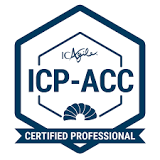 ICAgile
ICP-ACC
CERTIFIED PROFESSIONAL